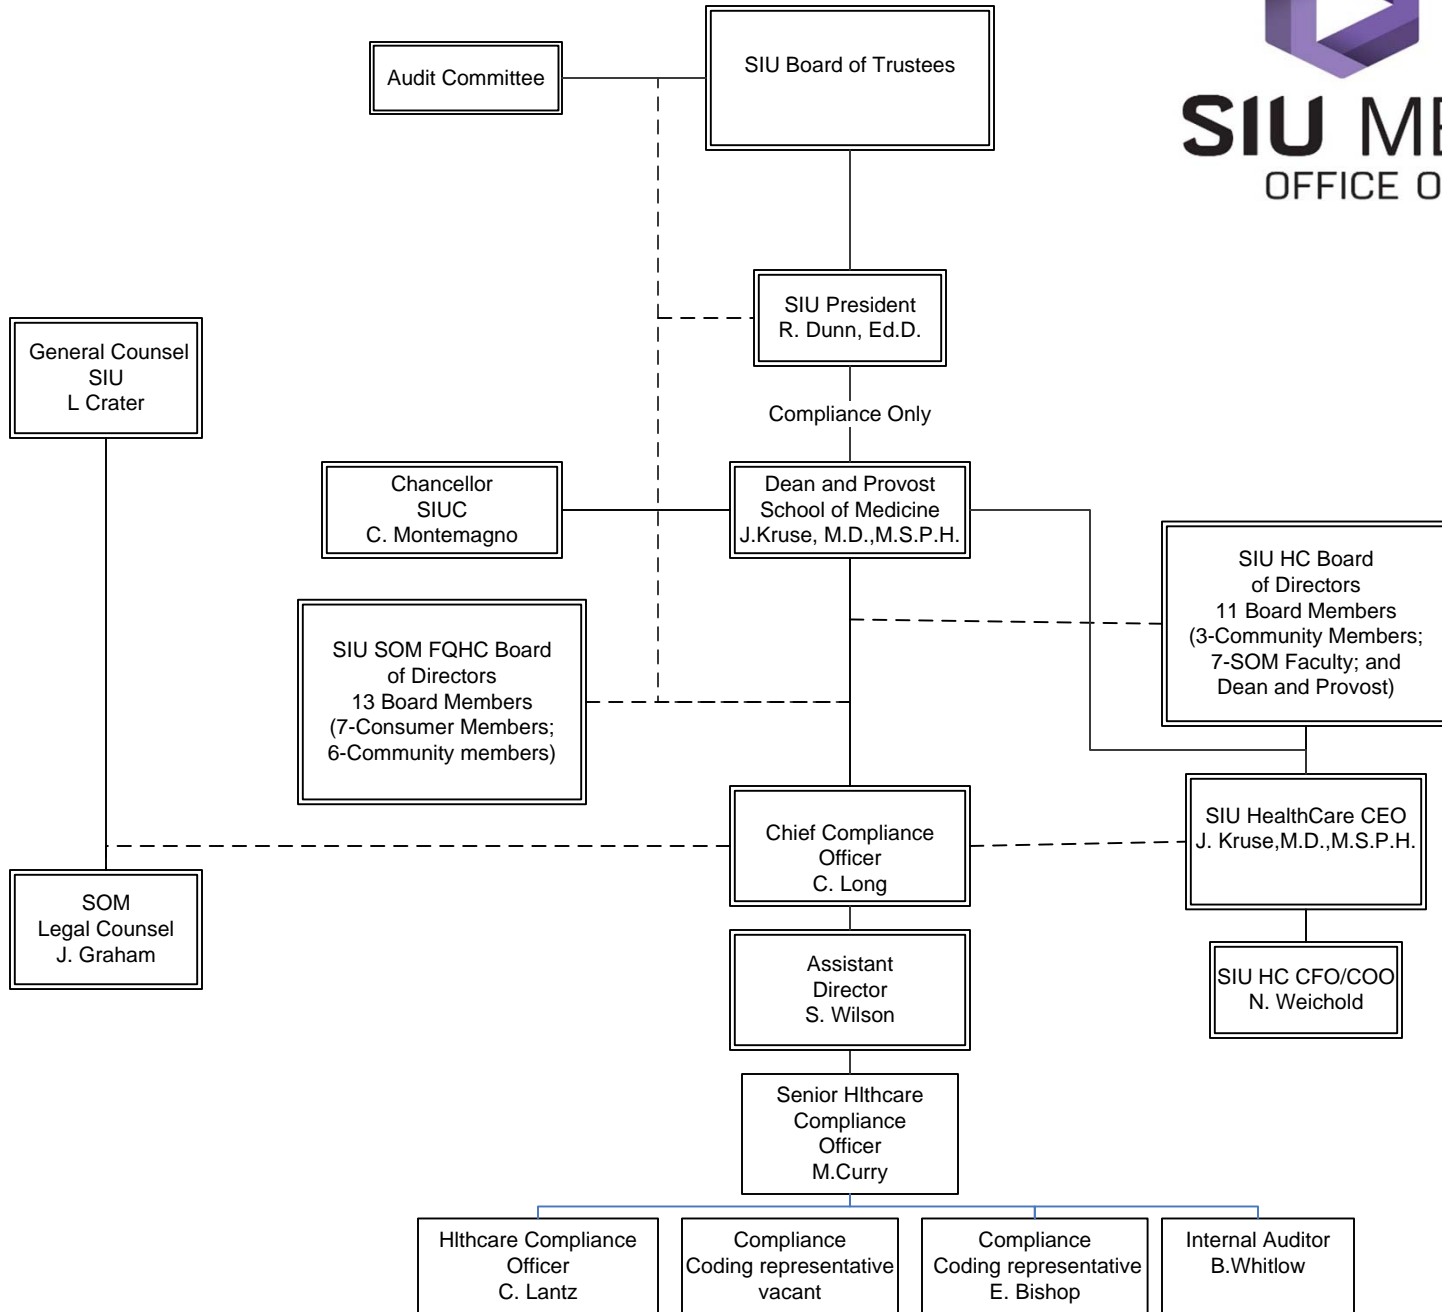 Audit Committee
SIU Board of Trustees
SIU
OFFICE
SIU President
R. Dunn, Ed.D.
General Counsel
SIU
L Crater
Compliance Only
Chancellor
SIUC
C. Montemagno
Dean and Provost
School of Medicine
J.Kruse, M.D.,M.S.P.H.
SIU HC Board
of Directors
11 Board Members
(3-Community Members;
7-SOM Faculty; and
Dean and Provost)
SIU SOM FQHC Board
of Directors
13 Board Members
(7-Consumer Members;
6-Community members)
Chief Compliance
Officer
C. Long
SIU HealthCare CEO
J. Kruse,M.D.,M.S.P.H.
SOM
Legal Counsel
J. Graham
Assistant
Director
S. Wilson
SIU HC CFO/COO
N. Weichold
Senior Hlthcare
Compliance
Officer
M.Curry
Hlthcare Compliance
Officer
C. Lantz
Compliance
Coding representative
vacant
Compliance
Coding representative
E. Bishop
Internal Auditor
B.Whitlow